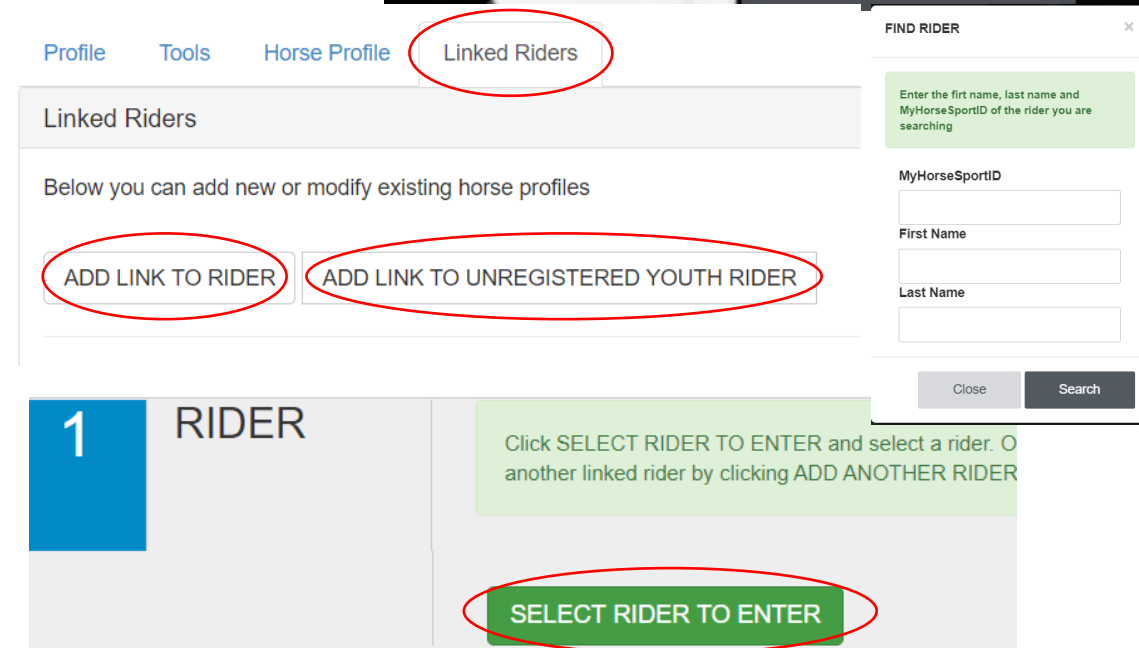 Profile Tools Horse Profile Linked Riders
Linked Riders
Below you can add new or modify existing horse profiles
ADD LINK TO RIDER ADD LINK TO UNREGISTERED YOUTH RIDER
FIND RIDER ×
Enter the firt name, last name and
MyHorseSportID of the rider you are
searching
MyHorseSportID
First Name
Last Name
Close Search
1 RIDER
Click SELECT RIDER TO ENTER and select a rider. O
another linked rider by clicking ADD ANOTHER RIDER
SELECT RIDER TO ENTER